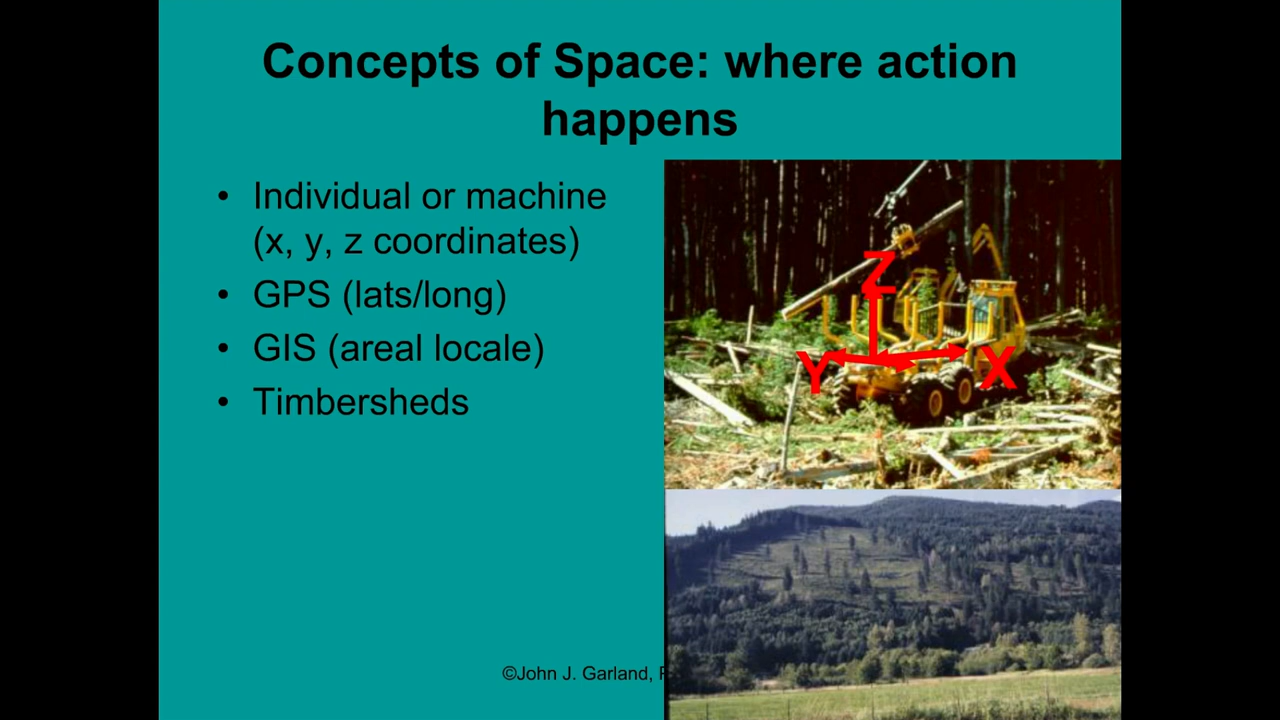 Concepts of Space: where action
happens
• Individual or machine
(x, y, z coordinates)
• GPS (lats/long)
• GIS (areal locale)
• Timbersheds
Z
Y
X
©John J. Garland,